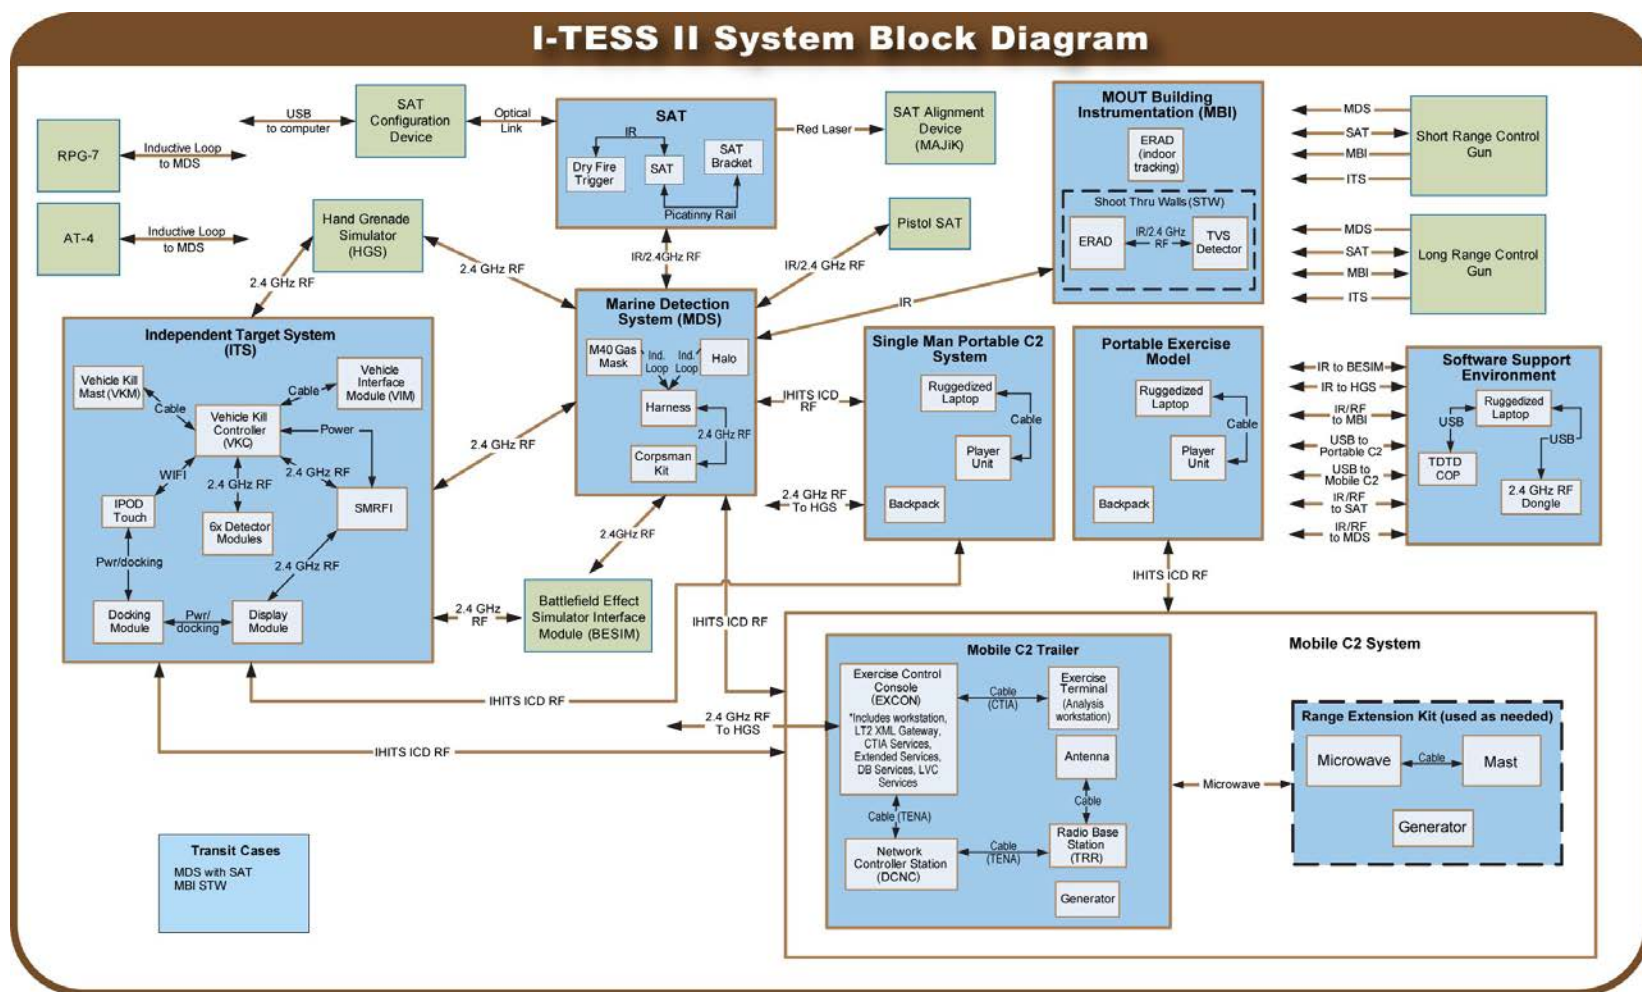 I-TESS II System Block Diagram
RPG-7
Inductive Loop
to MDS
AT-4
Inductive Loop
to MDS
USB
to computer
SAT
Configuration
Device
Optical
Link
SAT
IR
Dry Fire
Trigger
SAT
SAT
Bracket
Picatinny Rail
Red Laser
SAT Alignment
Device
(MAJiK)
Hand Grenade
Simulator
(HGS)
2.4 GHz RF
2.4 GHz RF
IR/2.4GHz RF
IR/2.4 GHz RF
Pistol SAT
IR
MOUT Building
Instrumentation (MBI)
ERAD
(indoor
tracking)
Shoot Thru Walls (STW)
ERAD
IR/2.4 GHz
RF
TVS
Detector
MDS
SAT
MBI
ITS
Short Range Control
Gun
MDS
SAT
MBI
ITS
Long Range Control
Gun
Independent Target System
(ITS)
Vehicle Kill
Mast (VKM)
Cable
Vehicle
Interface
Module (VIM)
Cable
Vehicle Kill
Controller
(VKC)
Power
WIFI
2.4 GHz RF
2.4 GHz RF
IPOD
Touch
6x Detector
Modules
SMRFI
Pwr/docking
2.4 GHz RF
Docking
Module
Pwr/
docking
Display
Module
2.4 GHz RF
Marine Detection
System (MDS)
M40 Gas
Mask
Ind.
Loop
Ind.
Loop
Halo
Harness
2.4 GHz RF
Corpsman
Kit
2.4GHz RF
2.4 GHz
RF
Battlefield Effect
Simulator Interface
Module (BESIM)
IHITS ICD
RF
2.4 GHz RF
To HGS
Single Man Portable C2
System
Ruggedized
Laptop
Cable
Player
Unit
Backpack
Portable Exercise
Model
Ruggedized
Laptop
Cable
Player
Unit
Backpack
IR to BESIM
IR to HGS
IR/RF
to MBI
USB to
Portable C2
USB to
Mobile C2
IR/RF
to SAT
IR/RF
to MDS
Software Support
Environment
Ruggedized
Laptop
USB
USB
TDTD
COP
2.4 GHz RF
Dongle
IHITS ICD RF
IHITS ICD RF
IHITS ICD RF
IHITS ICD RF
2.4 GHz RF
To HGS
Mobile C2 System
Mobile C2 Trailer
Exercise Control
Console
(EXCON)
*Includes workstation,
LT2 XML Gateway,
CTIA Services,
Extended Services,
DB Services, LVC
Services
Cable
(CTIA)
Exercise
Terminal
(Analysis
workstation)
Antenna
Cable
Cable (TENA)
Network
Controller Station
(DCNC)
Cable
(TENA)
Radio Base
Station
(TRR)
Generator
Microwave
Range Extension Kit (used as needed)
Microwave
Cable
Mast
Generator
Transit Cases
MDS with SAT
MBI STW